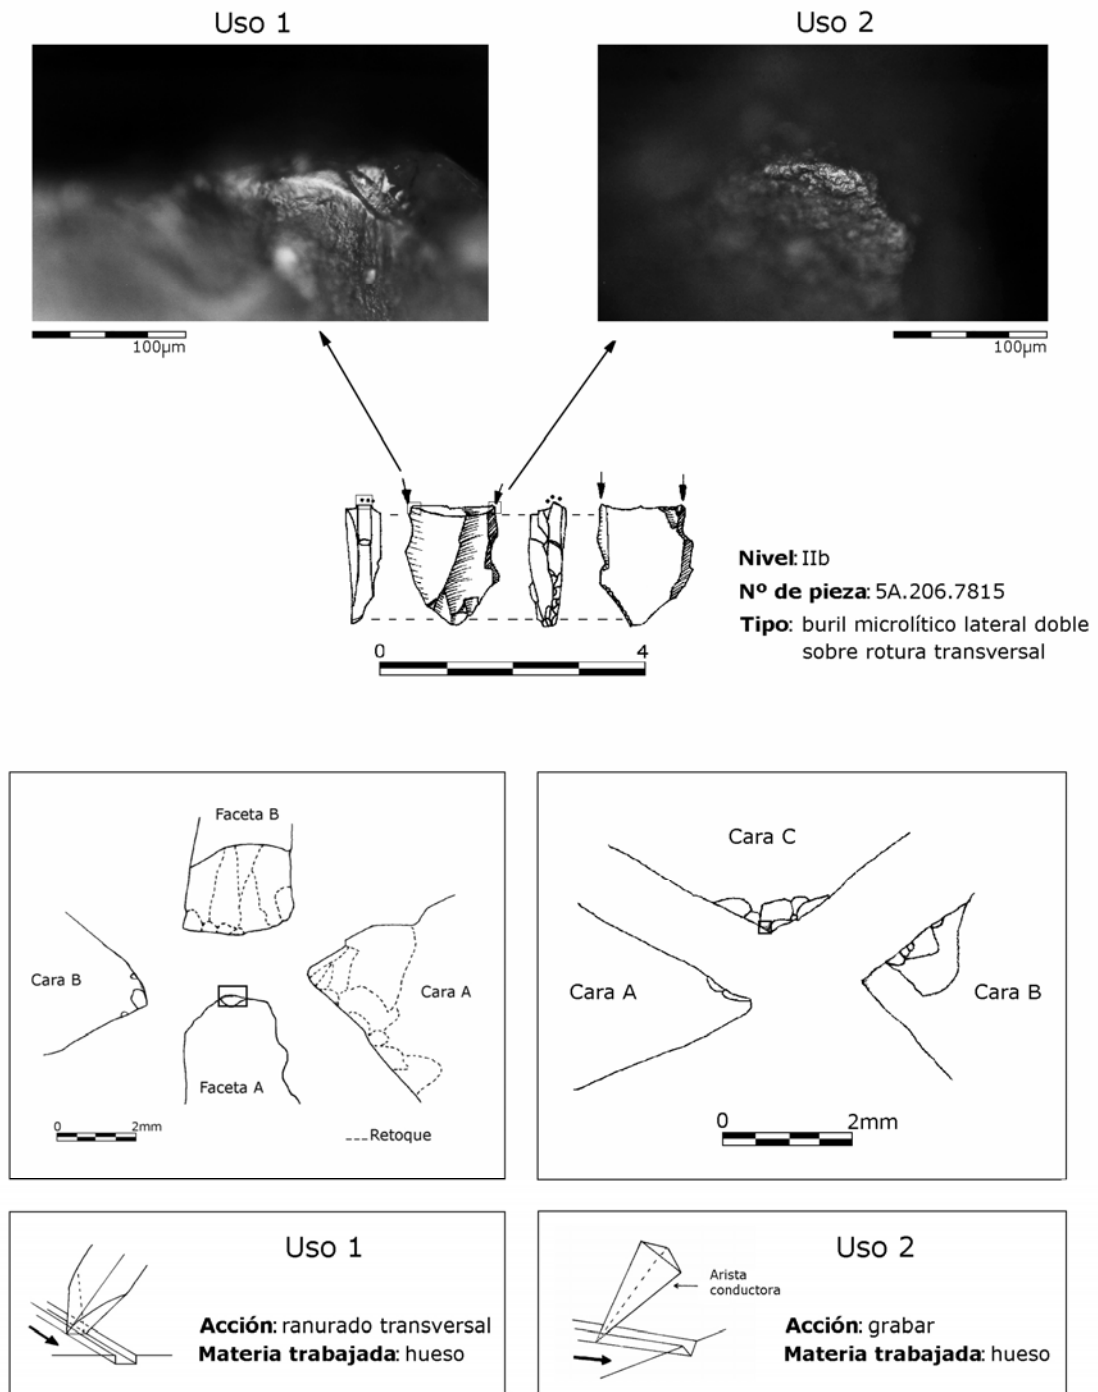 Uso 1
Uso 2
100µm
100µm
0 4
Nivel: IIb
Nº de pieza: 5A.206.7815
Tipo: buril microlítico lateral doble
sobre rotura transversal
Faceta B
Cara B
Cara A
Faceta A
0 2mm
---Retoque
Cara C
Cara A
Cara B
0 2mm
Uso 1
Acción: ranurado transversal
Materia trabajada: hueso
Uso 2
Arista
conductora
Acción: grabar
Materia trabajada: hueso